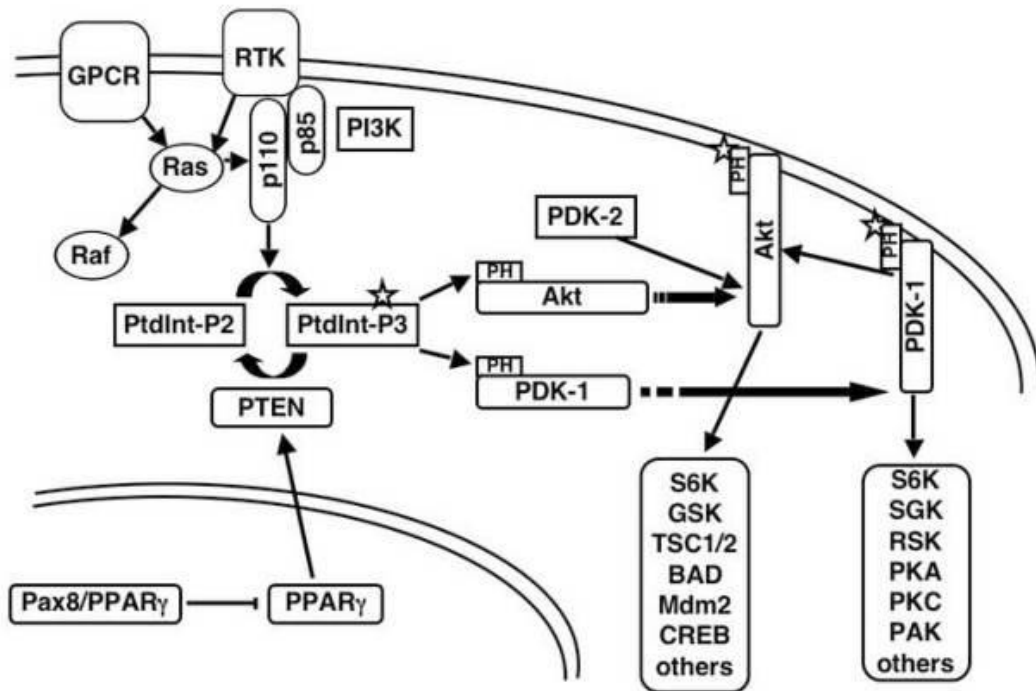 GPCR
RTK
p110
p85
PI3K
Ras
Raf
PtdInt-P2
PtdInt-P3
PTEN
PDK-2
PH
Akt
PH
PDK-1
PH
Akt
PH
PDK-1
Pax8/PPARγ
PPARγ
S6K
GSK
TSC1/2
BAD
Mdm2
CREB
others
S6K
SGK
RSK
PKA
PKC
PAK
others